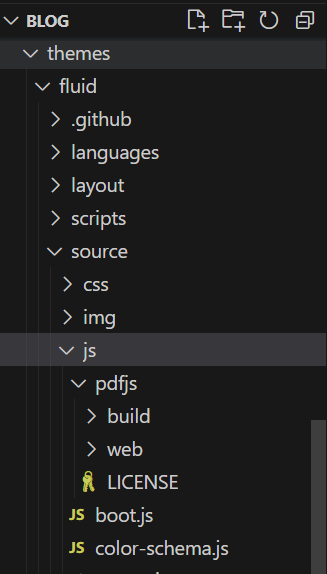 BLOG
themes
fluid
.github
languages
layout
scripts
source
css
img
js
pdfjs
build
web
LICENSE
JS boot.js
JS color-schema.js